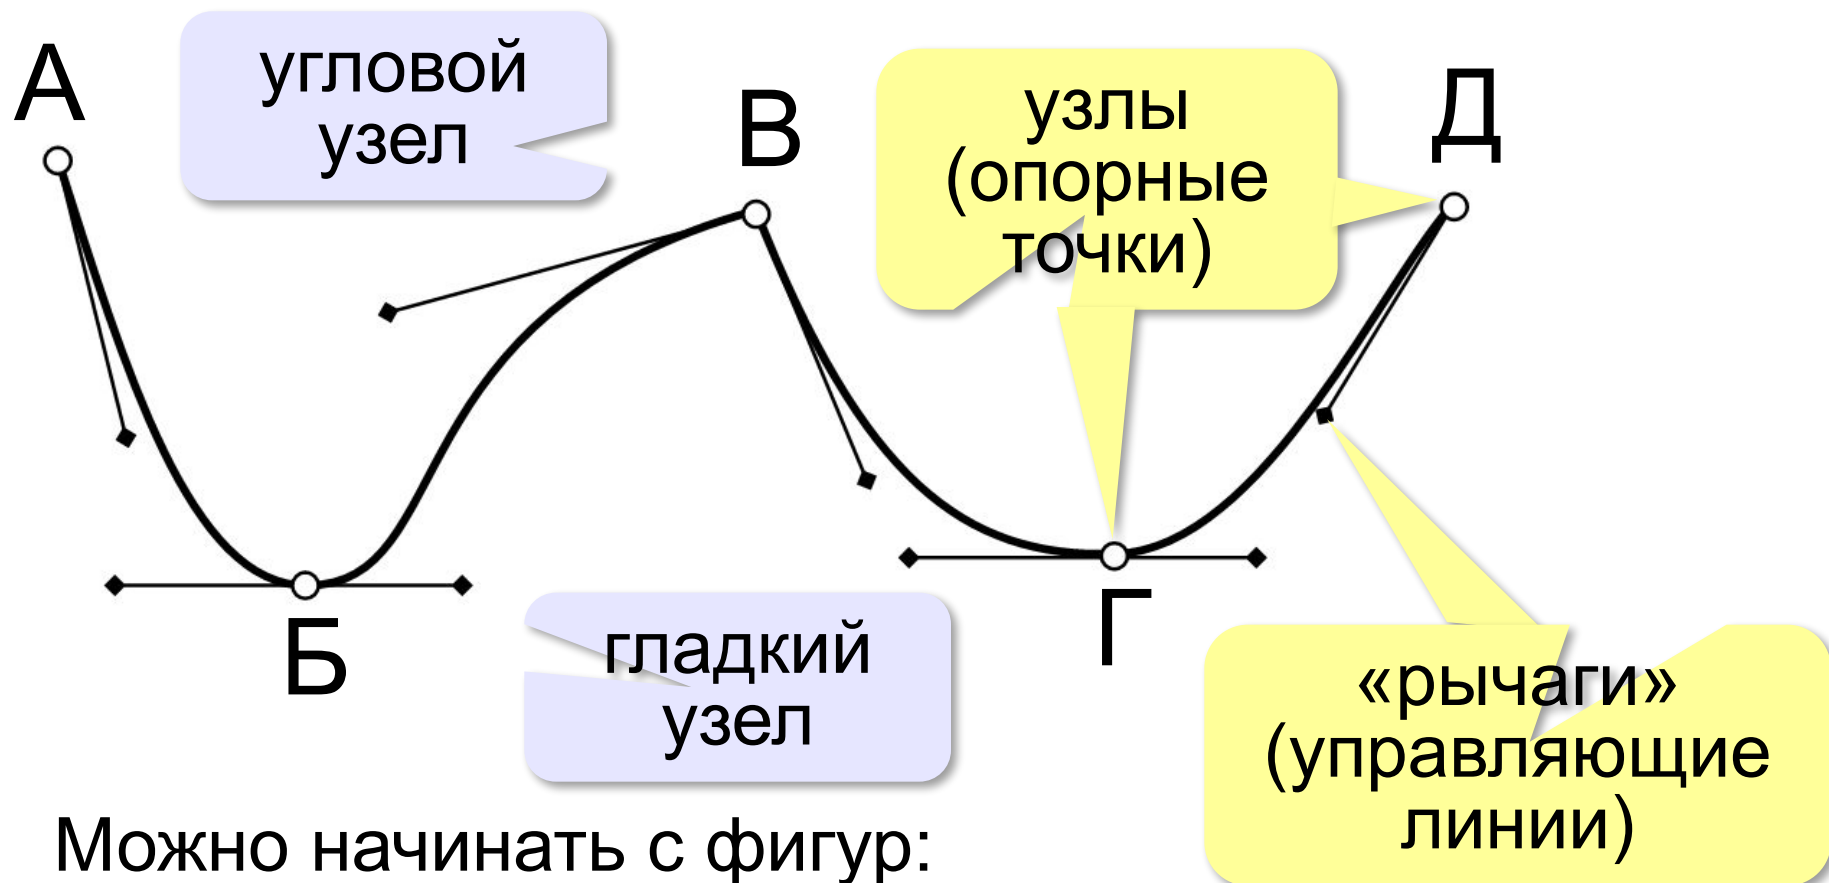 А
угловой
узел
В
узлы
(опорные
точки)
Д
Б
гладкий
узел
Г
«рычаги»
(управляющие
линии)
Можно начинать с фигур: